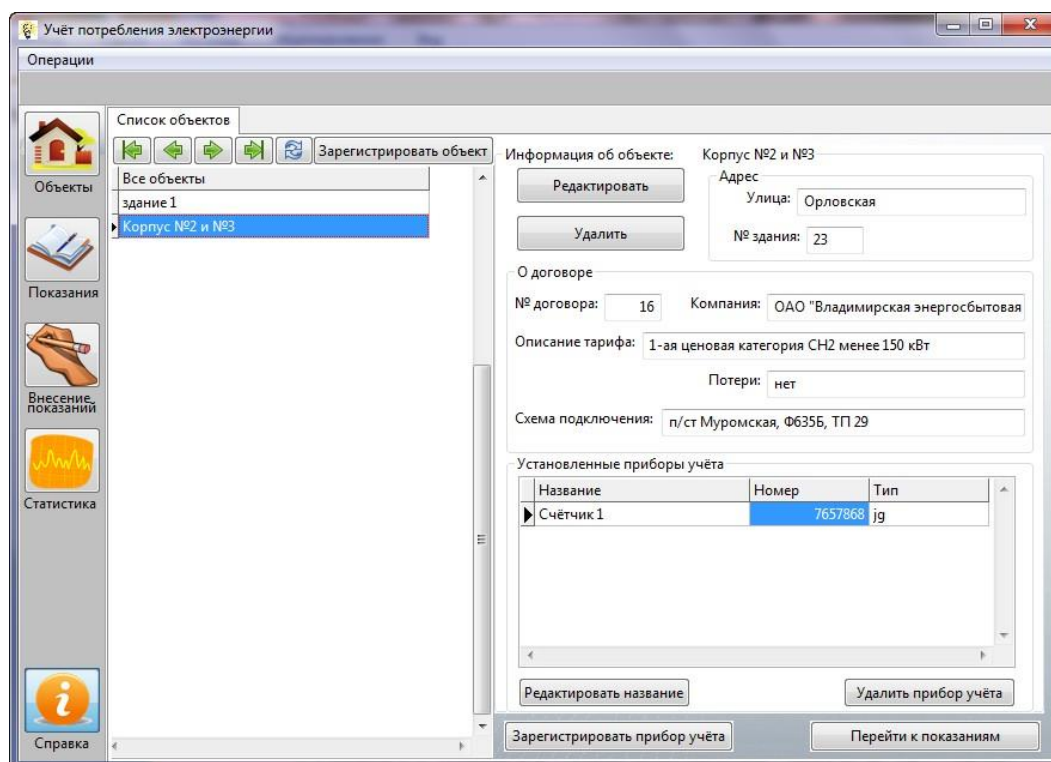 Учёт потребления электроэнергии
Операции
Список объектов
Зарегистрировать объект
Все объекты
здание 1
Корпус №2 и №3
Объекты
Показания
Внесение показаний
Статистика
Справка
Информация об объекте: Корпус №2 и №3
Редактировать
Удалить
Адрес
Улица: Орловская
№ здания: 23
О договоре
№ договора: 16 Компания: ОАО "Владимирская энергосбытовая
Описание тарифа: 1-ая ценовая категория СН2 менее 150 кВт
Потери: нет
Схема подключения: п/ст Муромская, Ф635Б, ТП 29
Установленные приборы учёта
Название Номер Тип
Счётчик 1 7657868 jg
Редактировать название Удалить прибор учёта
Зарегистрировать прибор учёта Перейти к показаниям